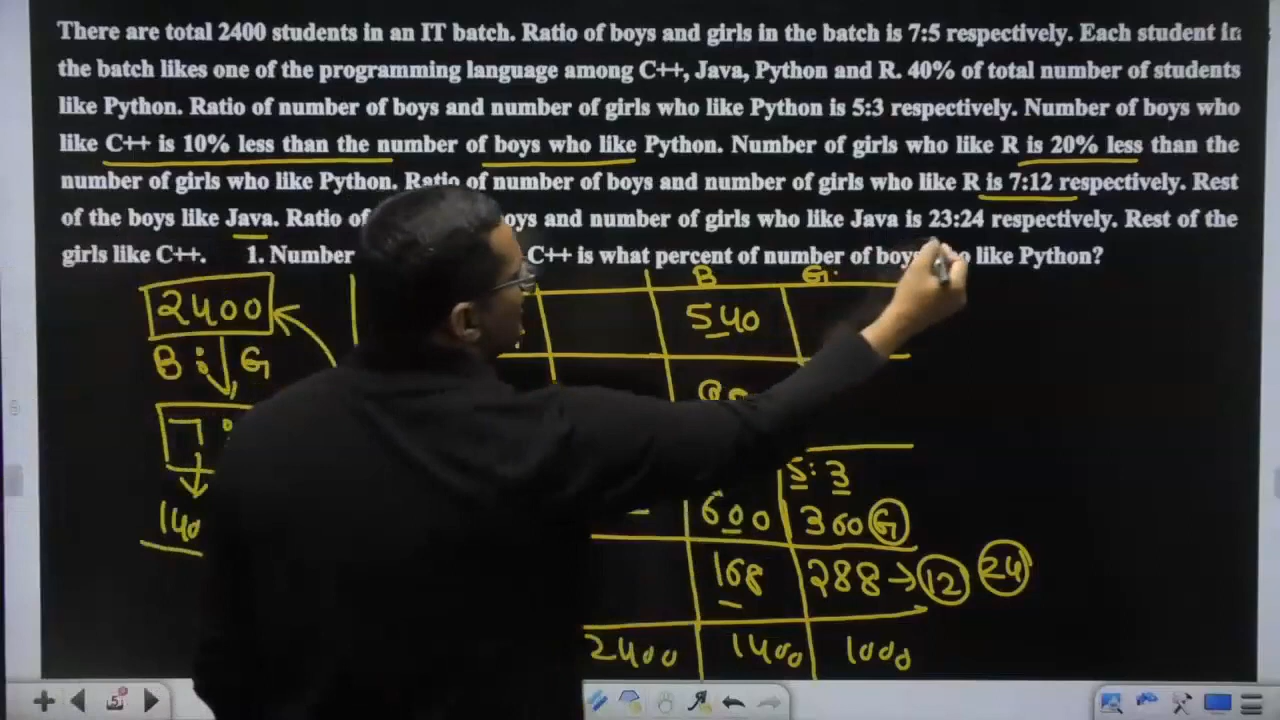 There are total 2400 students in an IT batch. Ratio of boys and girls in the batch is 7:5 respectively. Each student in
the batch likes one of the programming language among C++, Java, Python and R. 40% of total number of students
like Python. Ratio of number of boys and number of girls who like Python is 5:3 respectively. Number of boys who
like C++ is 10% less than the number of boys who like Python. Number of girls who like R is 20% less than the
number of girls who like Python. Ratio of number of boys and number of girls who like R is 7:12 respectively. Rest
of the boys like Java. Ratio of and number of girls who like Java is 23:24 respectively. Rest of the
girls like C++. 1. Number C++ is what percent of number of boys like Python?
B G.
2400 540
B : G
7 :
5 : 3
140 600 360 G
168 288 → 12 24
2400 1400 1000
5